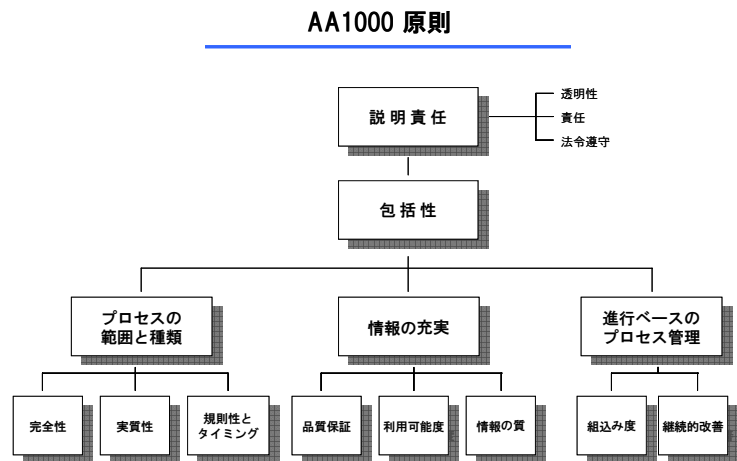 AA1000 原則
説明責任
透明性
責任
法令遵守
包括性
プロセスの
範囲と種類
情報の充実
進行ベースの
プロセス管理
完全性
実質性
規則性と
タイミング
品質保証
利用可能度
情報の質
組込み度
継続的改善